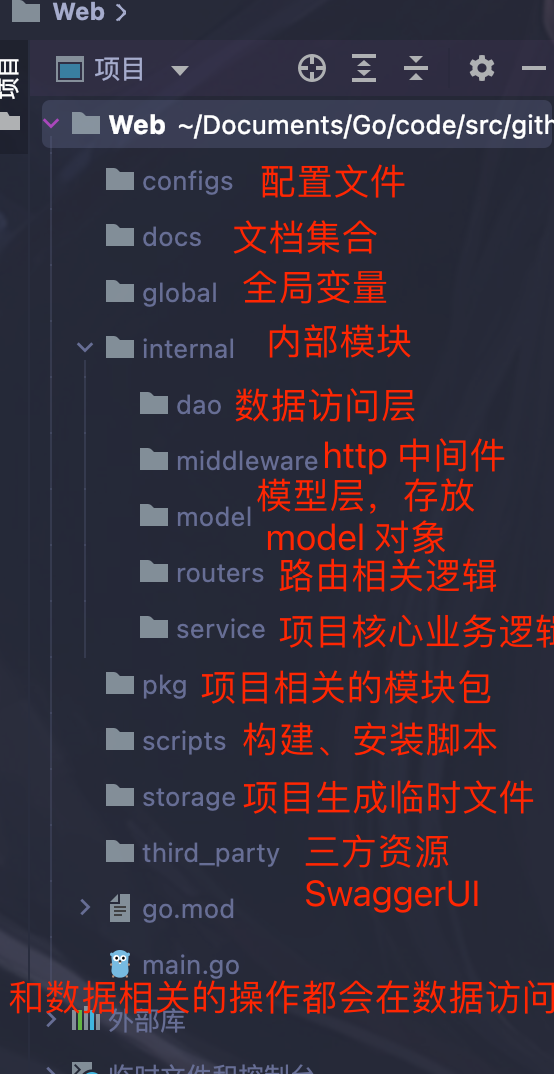 Web
项目
项目
Web ~/Documents/Go/code/src/gith
configs 配置文件
docs 文档集合
global 全局变量
internal 内部模块
dao 数据访问层
middleware http 中间件
model 模型层，存放
model 对象
routers 路由相关逻辑
service 项目核心业务逻辑
pkg 项目相关的模块包
scripts 构建、安装脚本
storage 项目生成临时文件
third_party 三方资源
SwaggerUI
go.mod
main.go
和数据相关的操作都会在数据访问
外部库
临时文件和控制台